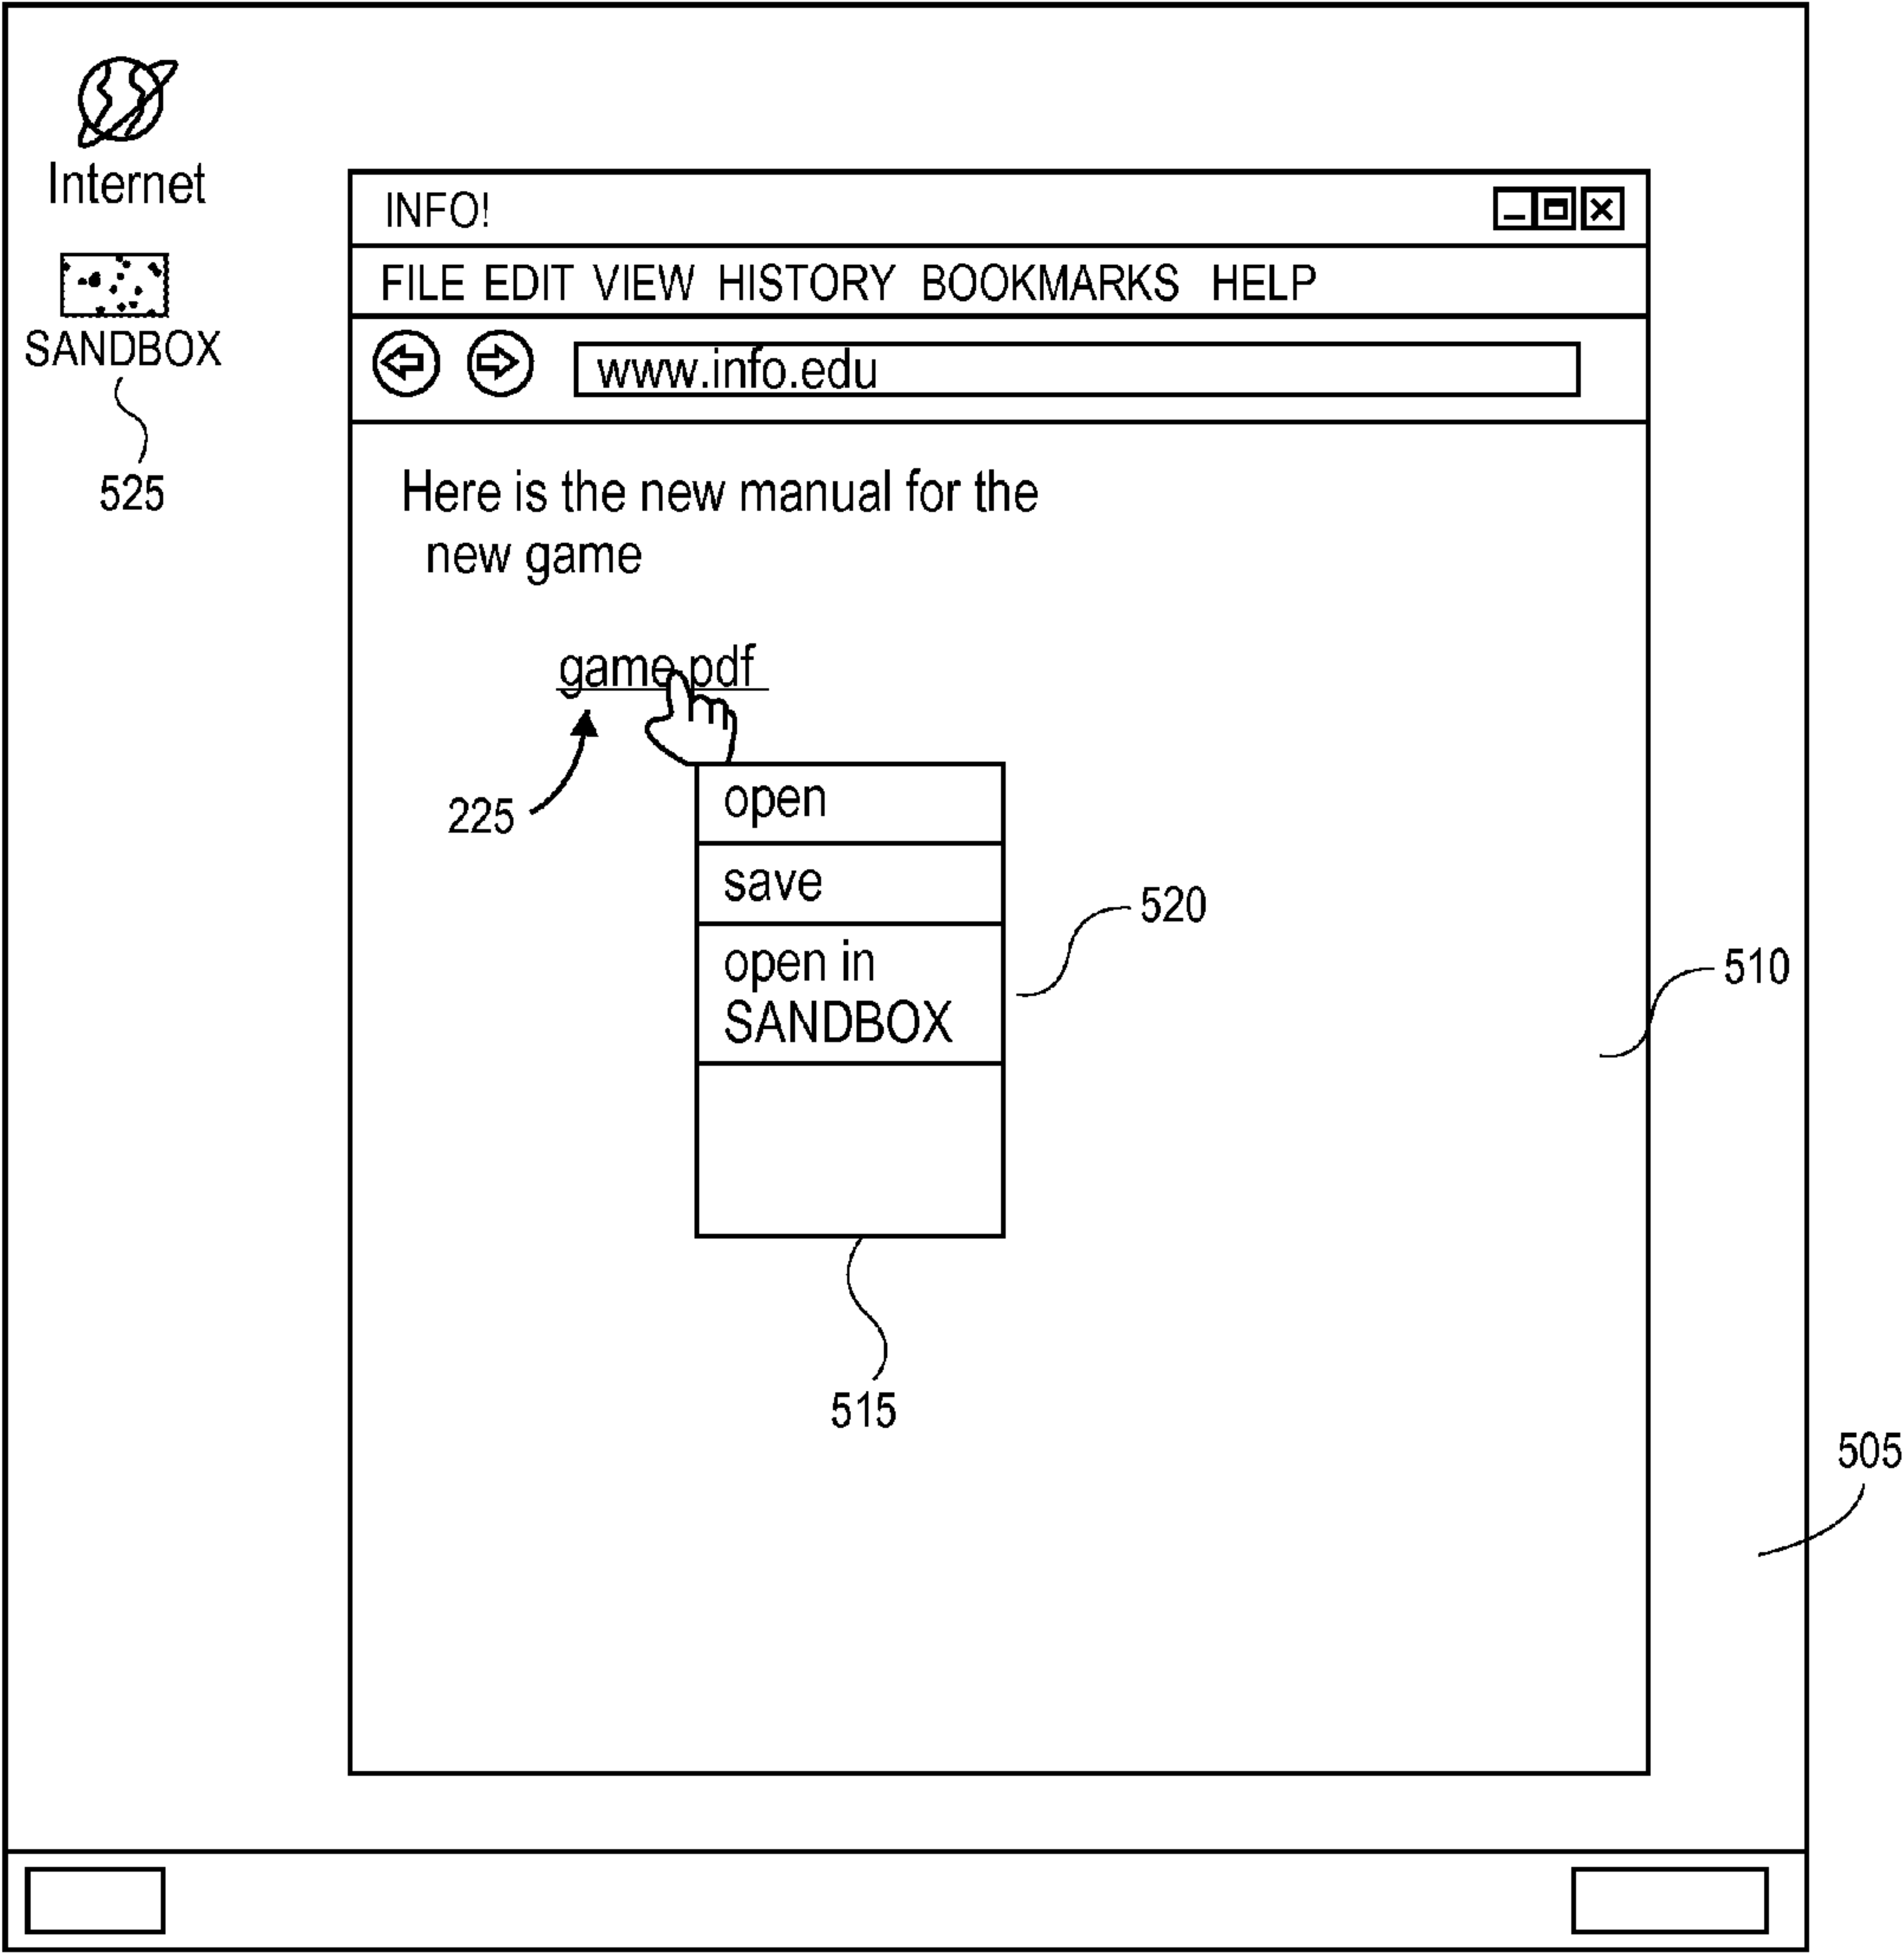 Internet
SANDBOX
525
INFO!
FILE EDIT VIEW HISTORY BOOKMARKS HELP
www.info.edu
Here is the new manual for the
new game
game.pdf
225
open
save
open in
SANDBOX
520
510
515
505